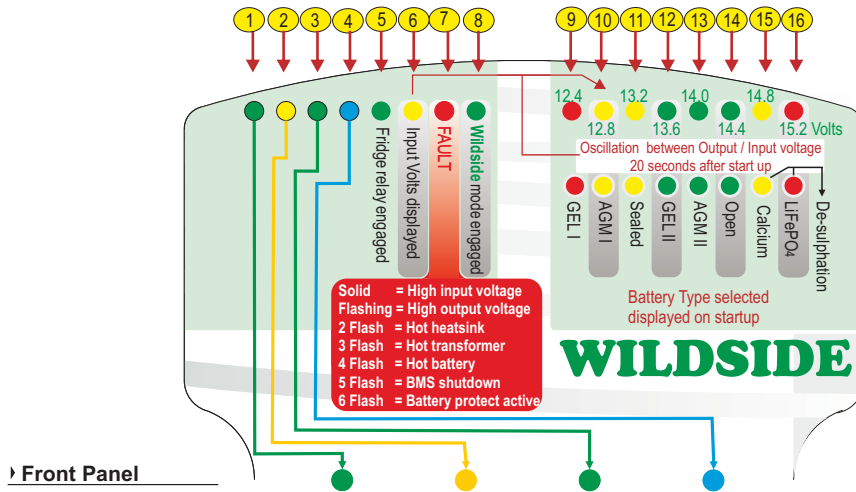 1 2 3 4 5 6 7 8 9 10 11 12 13 14 15 16
12.4 13.2 14.0 14.8
12.8 13.6 14.4 15.2 Volts
Fridge relay engaged
Input Volts displayed
FAULT
Wildside mode engaged
Oscillation between Output / Input voltage
20 seconds after start up
GEL I
AGM I
Sealed
GEL II
AGM II
Open
Calcium
LiFePO4
De-sulphation
Solid = High input voltage
Flashing = High output voltage
2 Flash = Hot heatsink
3 Flash = Hot transformer
4 Flash = Hot battery
5 Flash = BMS shutdown
6 Flash = Battery protect active
Battery Type selected
displayed on startup
WILDSIDE
Front Panel